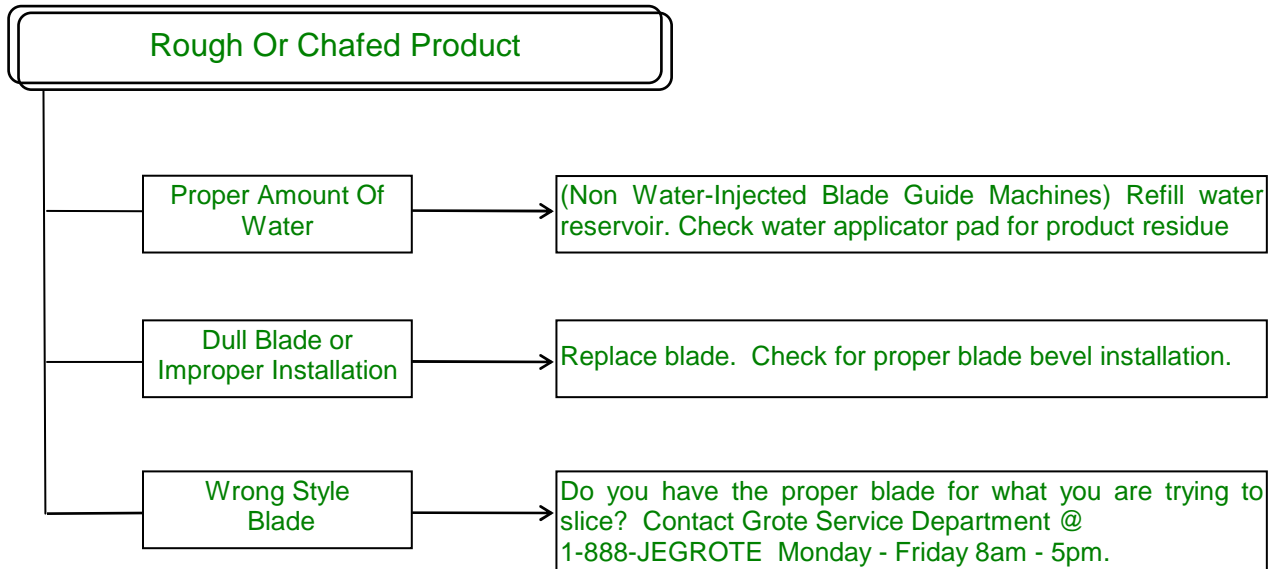 Rough Or Chafed Product
Proper Amount Of
Water
(Non Water-Injected Blade Guide Machines) Refill water
reservoir. Check water applicator pad for product residue
Dull Blade or
Improper Installation
Replace blade. Check for proper blade bevel installation.
Wrong Style
Blade
Do you have the proper blade for what you are trying to
slice? Contact Grote Service Department @
1-888-JEGROTE Monday - Friday 8am - 5pm.